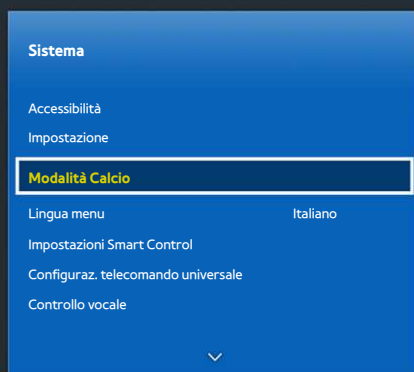 Sistema
Accessibilità
Impostazione
Modalità Calcio
Lingua menu Italiano
Impostazioni Smart Control
Configuraz. telecomando universale
Controllo vocale